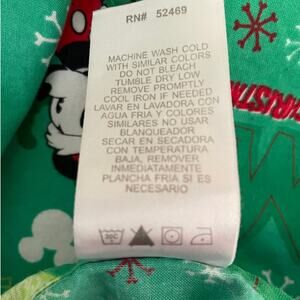 RN# 52469
MACHINE WASH COLD
WITH SIMILAR COLORS
DO NOT BLEACH
TUMBLE DRY LOW
REMOVE PROMPTLY
COOL IRON IF NEEDED
LAVAR EN LAVADORA CON
AGUA FRIA Y COLORES
SIMILARES NO USAR
BLANQUEADOR
SECAR EN SECADORA
CON TEMPERATURA
BAJA, REMOVER
INMEDIATAMENTE
PLANCHA FRIA SI ES
NECESARIO
30C